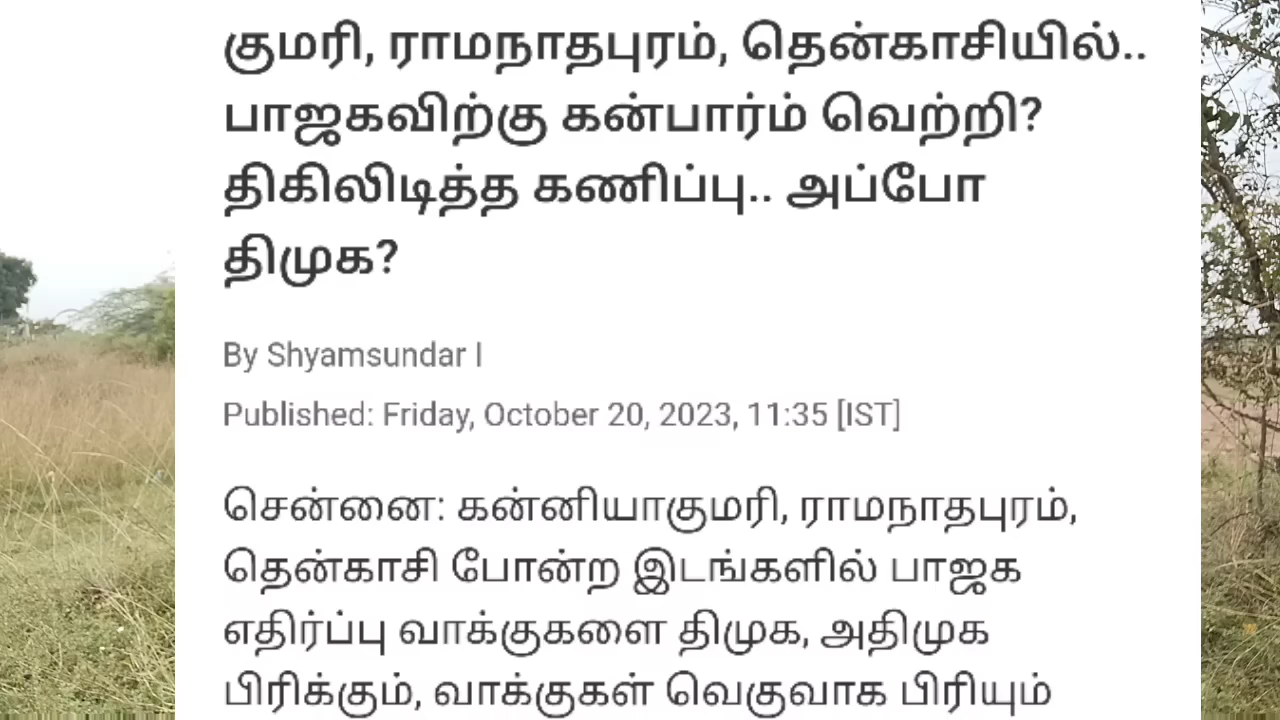 குமரி, ராமநாதபுரம், தென்காசியில்..
பாஜகவிற்கு கன்பார்ம் வெற்றி?
திகிலிடித்த கணிப்பு.. அப்போ
திமுக?
By Shyamsundar I
Published: Friday, October 20, 2023, 11:35 [IST]
சென்னை: கன்னியாகுமரி, ராமநாதபுரம்,
தென்காசி போன்ற இடங்களில் பாஜக
எதிர்ப்பு வாக்குகளை திமுக, அதிமுக
பிரிக்கும், வாக்குகள் வெகுவாக பிரியும்